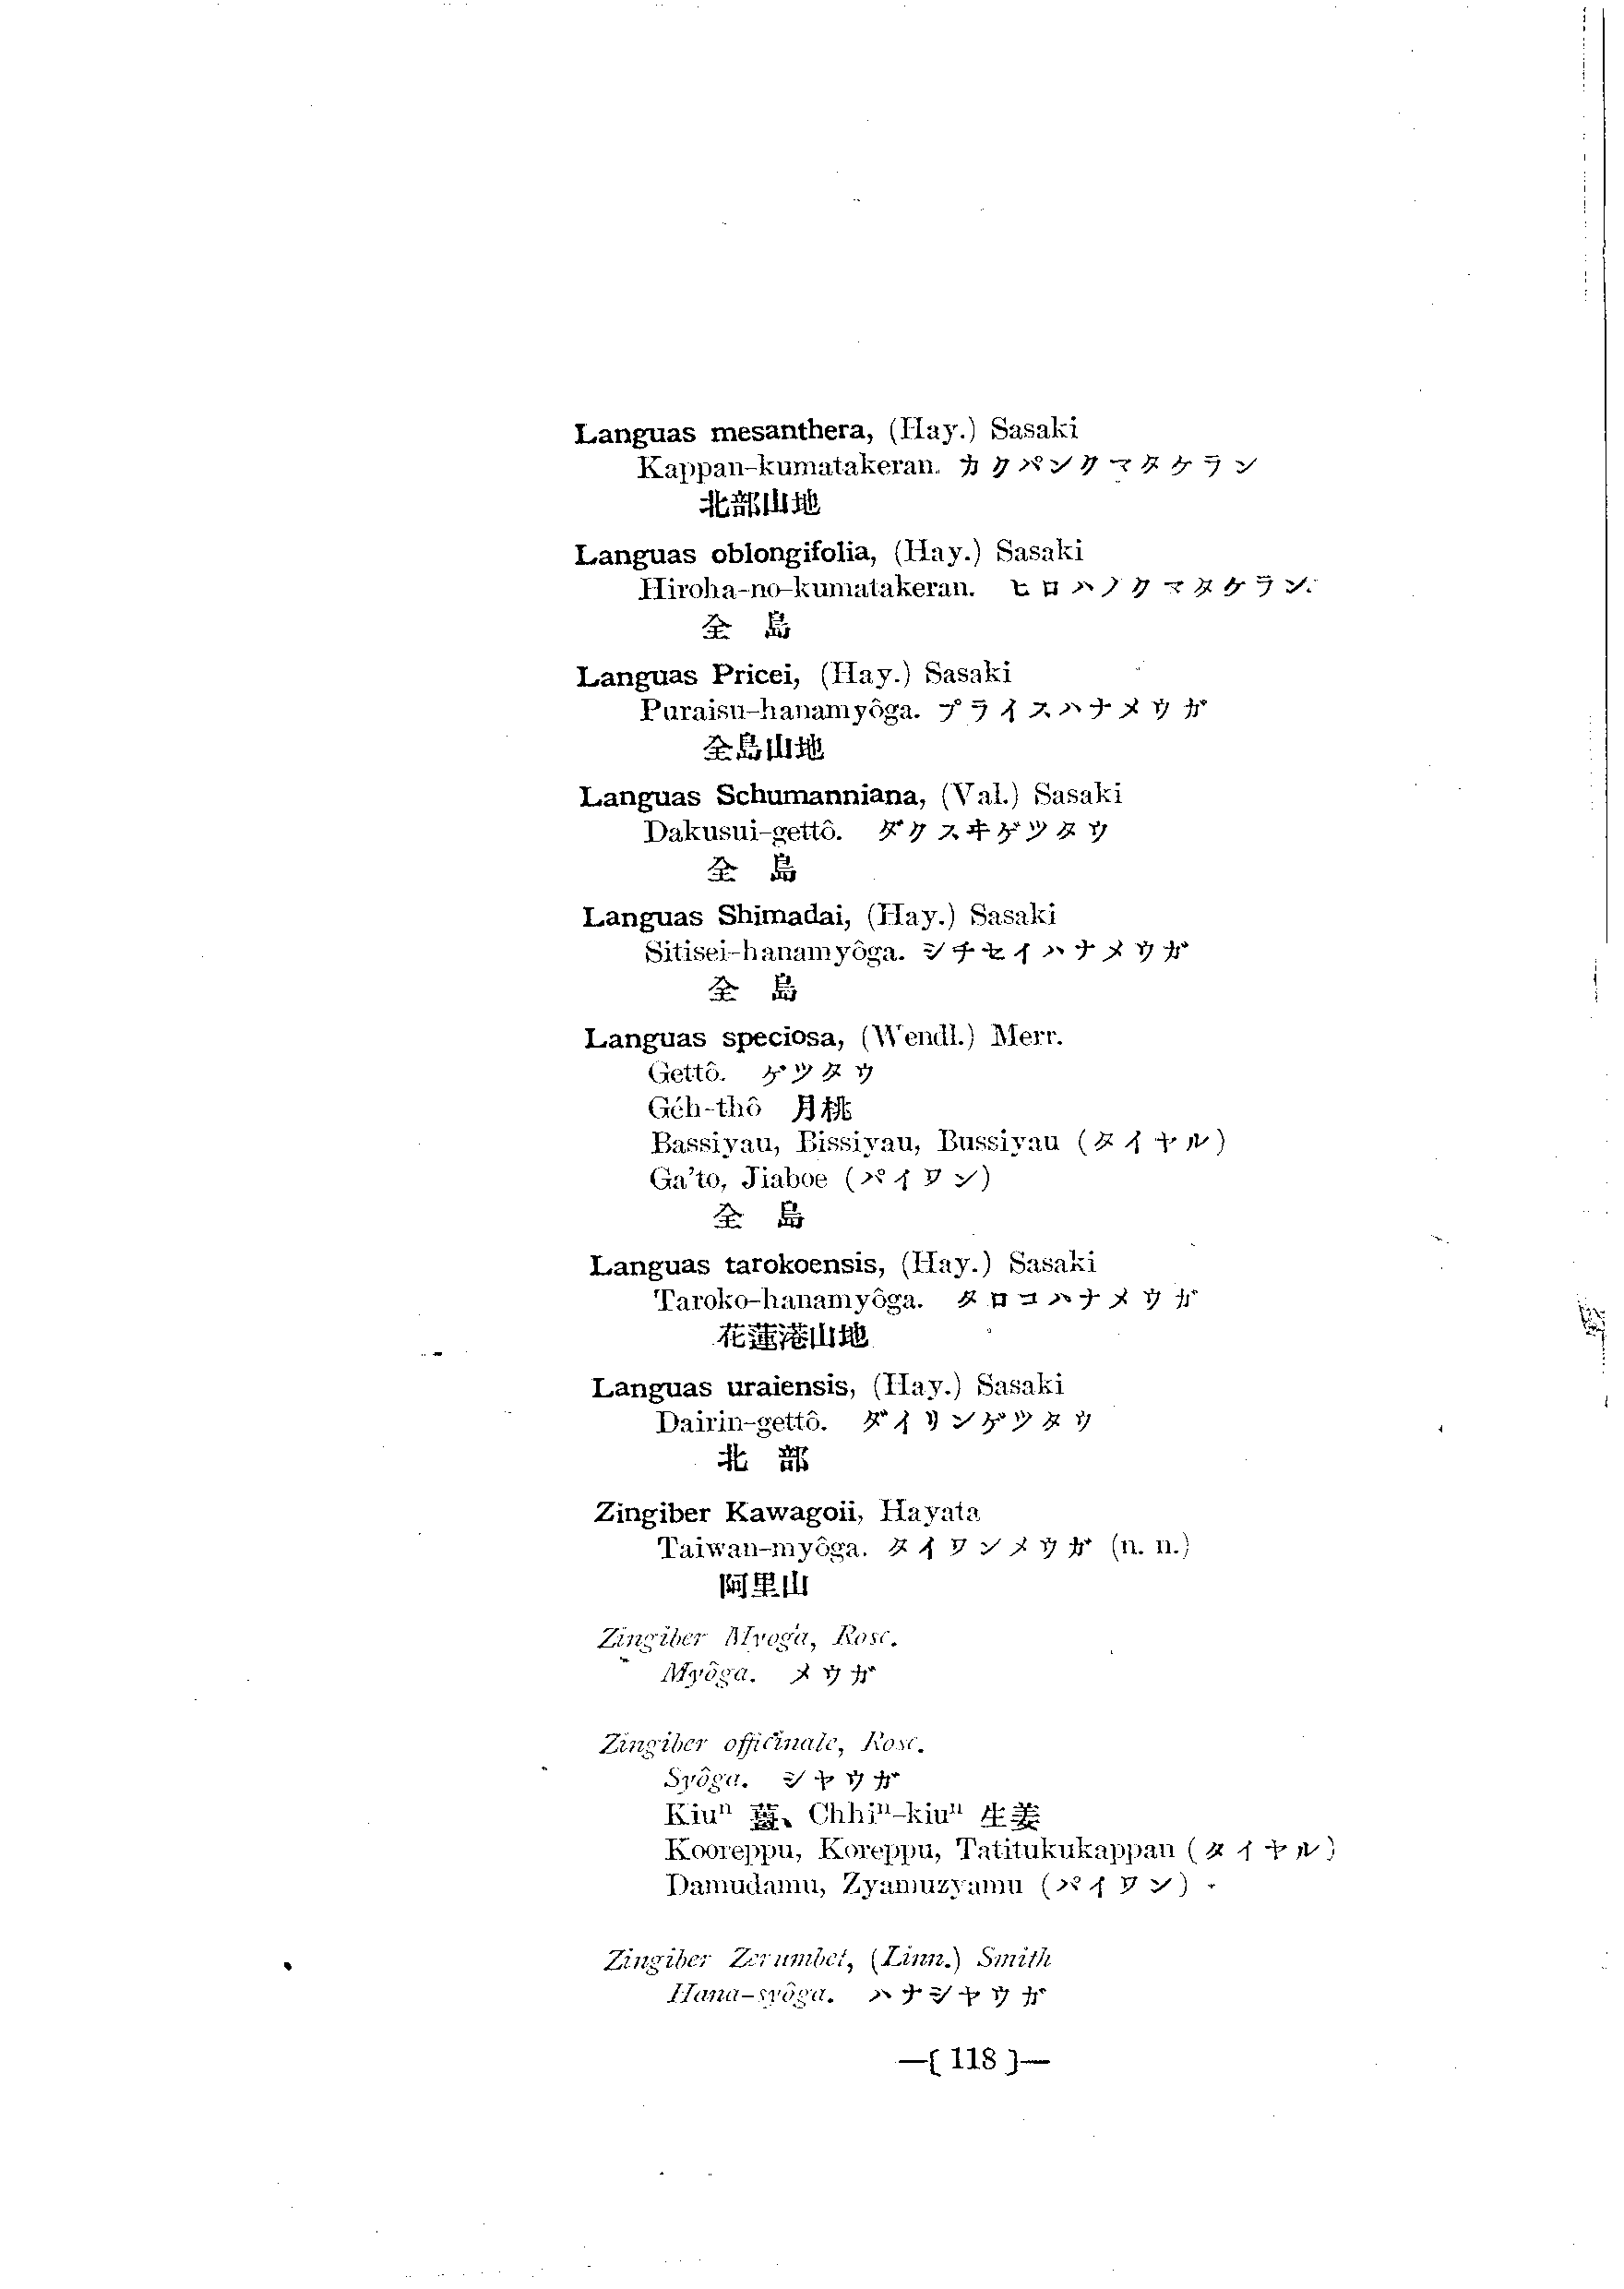 Languas mesanthera, (Hay.) Sasaki
Kappan-kumatakeran. カクパンクマタケラン
北部山地
Languas oblongifolia, (Hay.) Sasaki
Hiroha-no-kumatakeran. ヒロハノクマタケラン.
全 島
Languas Pricei, (Hay.) Sasaki
Puraisu-hanamyôga. プライスハナメウガ
全島山地
Languas Schumanniana, (Val.) Sasaki
Dakusui-gettô. ダクスヰゲツタウ
全 島
Languas Shimadai, (Hay.) Sasaki
Sitisei-hanamyôga. シチセイハナメウガ
全 島
Languas speciosa, (Wendl.) Merr.
Gettô. ゲツタウ
Géh-thô 月桃
Bassiyau, Bissiyau, Bussiyau (タイヤル)
Ga'to, Jiaboe (パイワン)
全 島
Languas tarokoensis, (Hay.) Sasaki
Taroko-hanamyôga. タロコハナメウガ
花蓮港山地
Languas uraiensis, (Hay.) Sasaki
Dairin-gettô. ダイリンゲツタウ
北 部
Zingiber Kawagoii, Hayata
Taiwan-myôga. タイワンメウガ (n. n.)
阿里山
Zingiber Myoga, Rosc.
Myôga. メウガ
Zingiber officinale, Rosc.
Syôga. シヤウガ
Kiuⁿ 薑、Chhiⁿ-kiuⁿ 生姜
Kooreppu, Koreppu, Tatitukukappan (タイヤル)
Damudamu, Zyamuzyamu (パイワン)
Zingiber Zerumbet, (Linn.) Smith
Hana-syôga. ハナシヤウガ
—[ 118 ]—